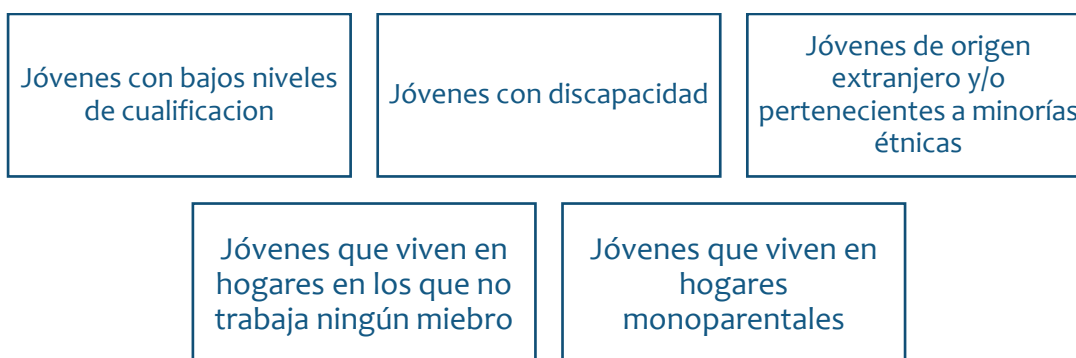 Jóvenes con bajos niveles
de cualificacion
Jóvenes con discapacidad
Jóvenes de origen
extranjero y/o
pertenecientes a minorías
étnicas
Jóvenes que viven en
hogares en los que no
trabaja ningún miebro
Jóvenes que viven en
hogares
monoparentales